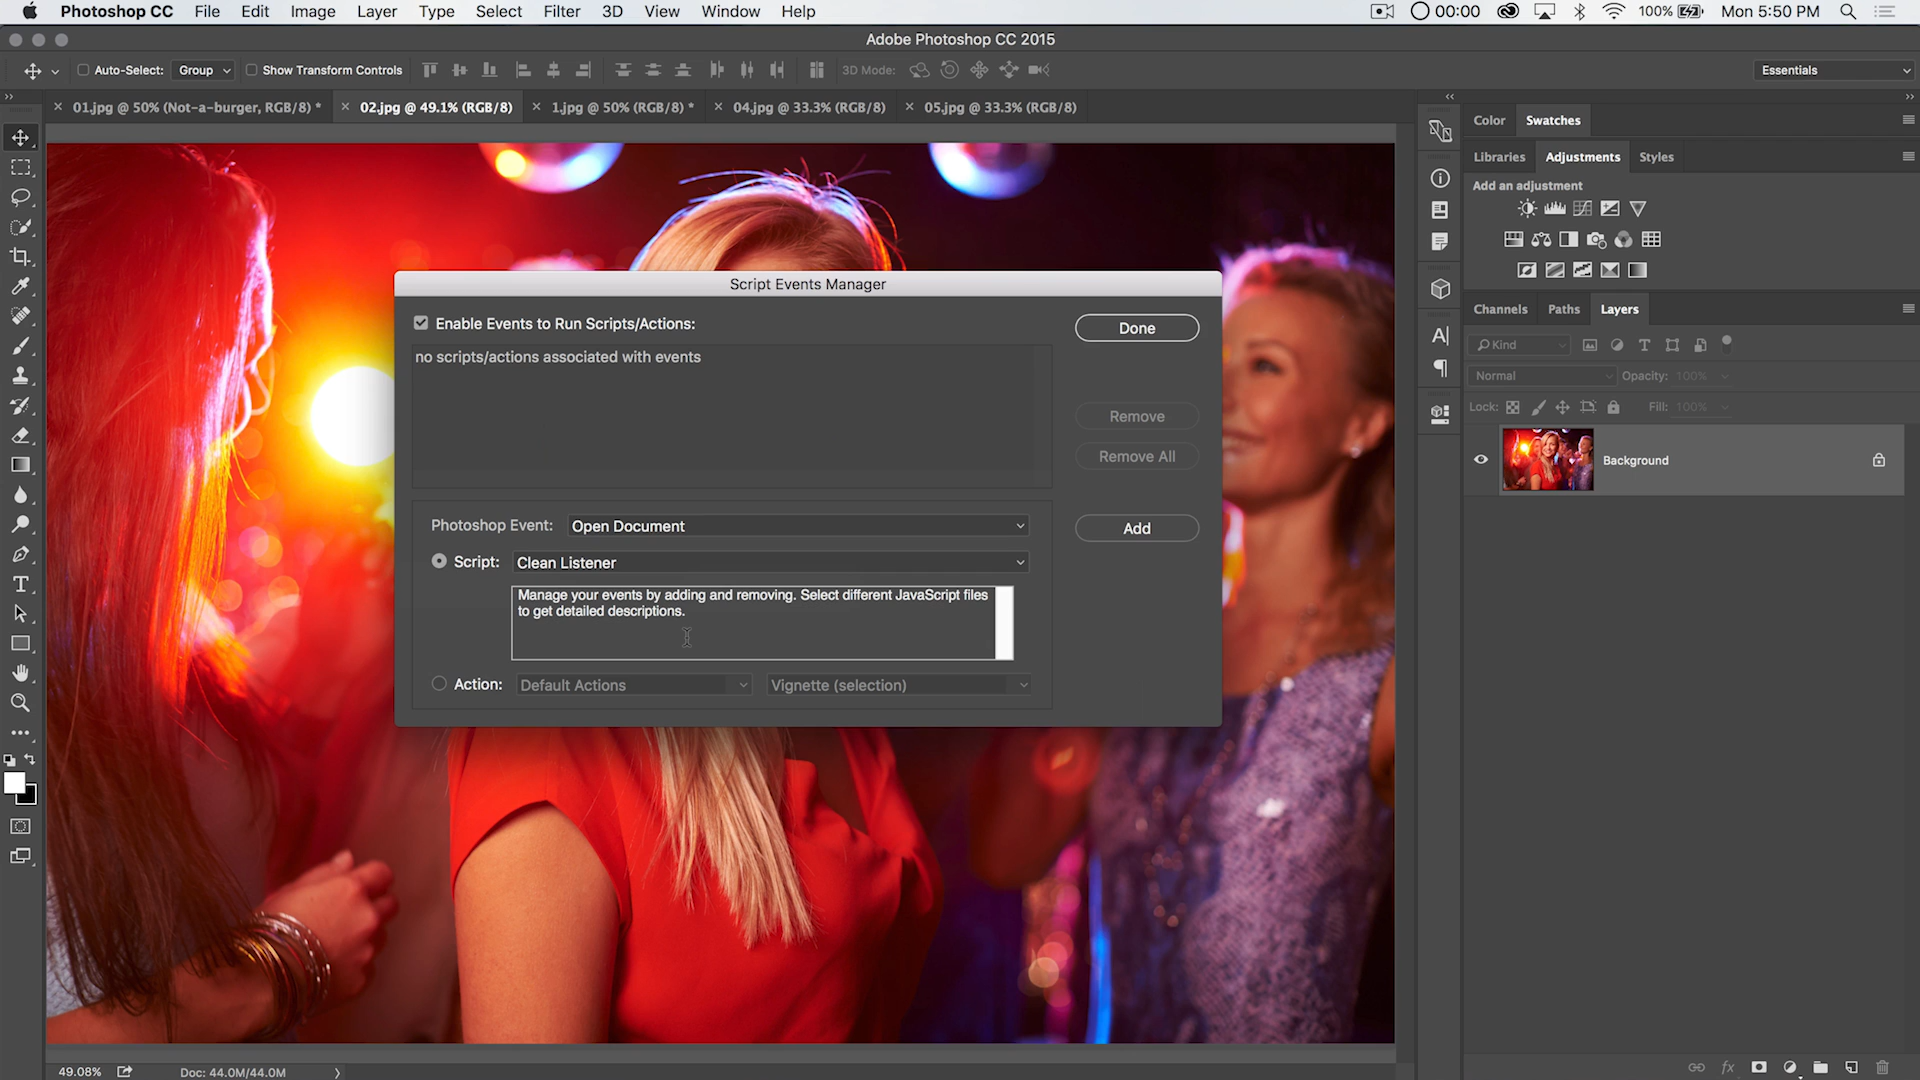 Photoshop CC File Edit Image Layer Type Select Filter 3D View Window Help 00:00 100% Mon 5:50 PM
Adobe Photoshop CC 2015
Auto-Select: Group Show Transform Controls 3D Mode: Essentials
01.jpg @ 50% (Not-a-burger, RGB/8) * 02.jpg @ 49.1% (RGB/8) 1.jpg @ 50% (RGB/8) * 04.jpg @ 33.3% (RGB/8) 05.jpg @ 33.3% (RGB/8)
Color Swatches
Libraries Adjustments Styles
Add an adjustment
Channels Paths Layers
Kind
Normal Opacity: 100%
Lock: Fill: 100%
Background
Script Events Manager
Enable Events to Run Scripts/Actions:
Done
no scripts/actions associated with events
Remove
Remove All
Photoshop Event: Open Document
Add
Script: Clean Listener
Manage your events by adding and removing. Select different JavaScript files
to get detailed descriptions.
Action: Default Actions Vignette (selection)
49.08% Doc: 44.0M/44.0M